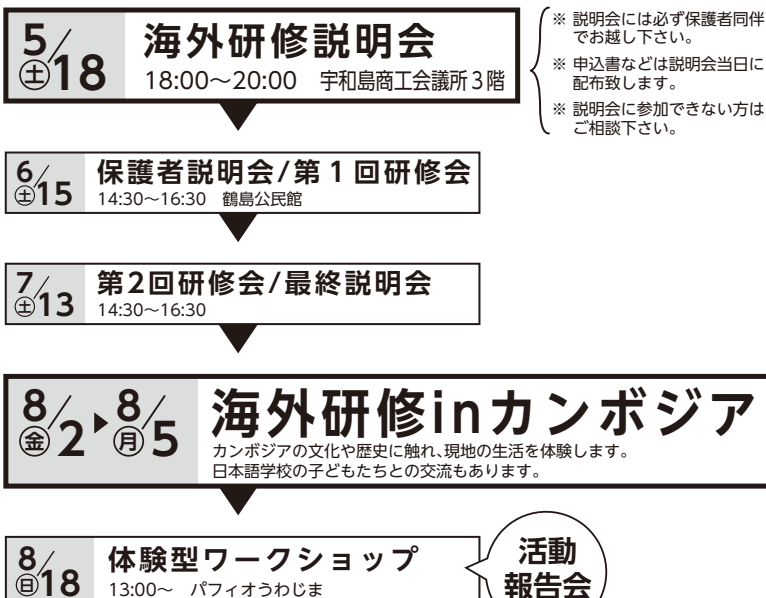 5/18㊏ 海外研修説明会
18:00〜20:00 宇和島商工会議所3階
※ 説明会には必ず保護者同伴
でお越し下さい。
※ 申込書などは説明会当日に
配布致します。
※ 説明会に参加できない方は
ご相談下さい。
6/15㊏ 保護者説明会/第1回研修会
14:30〜16:30 鶴島公民館
7/13㊏ 第2回研修会/最終説明会
14:30〜16:30
8/2㊎▶8/5㊊ 海外研修inカンボジア
カンボジアの文化や歴史に触れ、現地の生活を体験します。
日本語学校の子どもたちとの交流もあります。
8/18㊐ 体験型ワークショップ
13:00〜 パフィオうわじま
活動
報告会